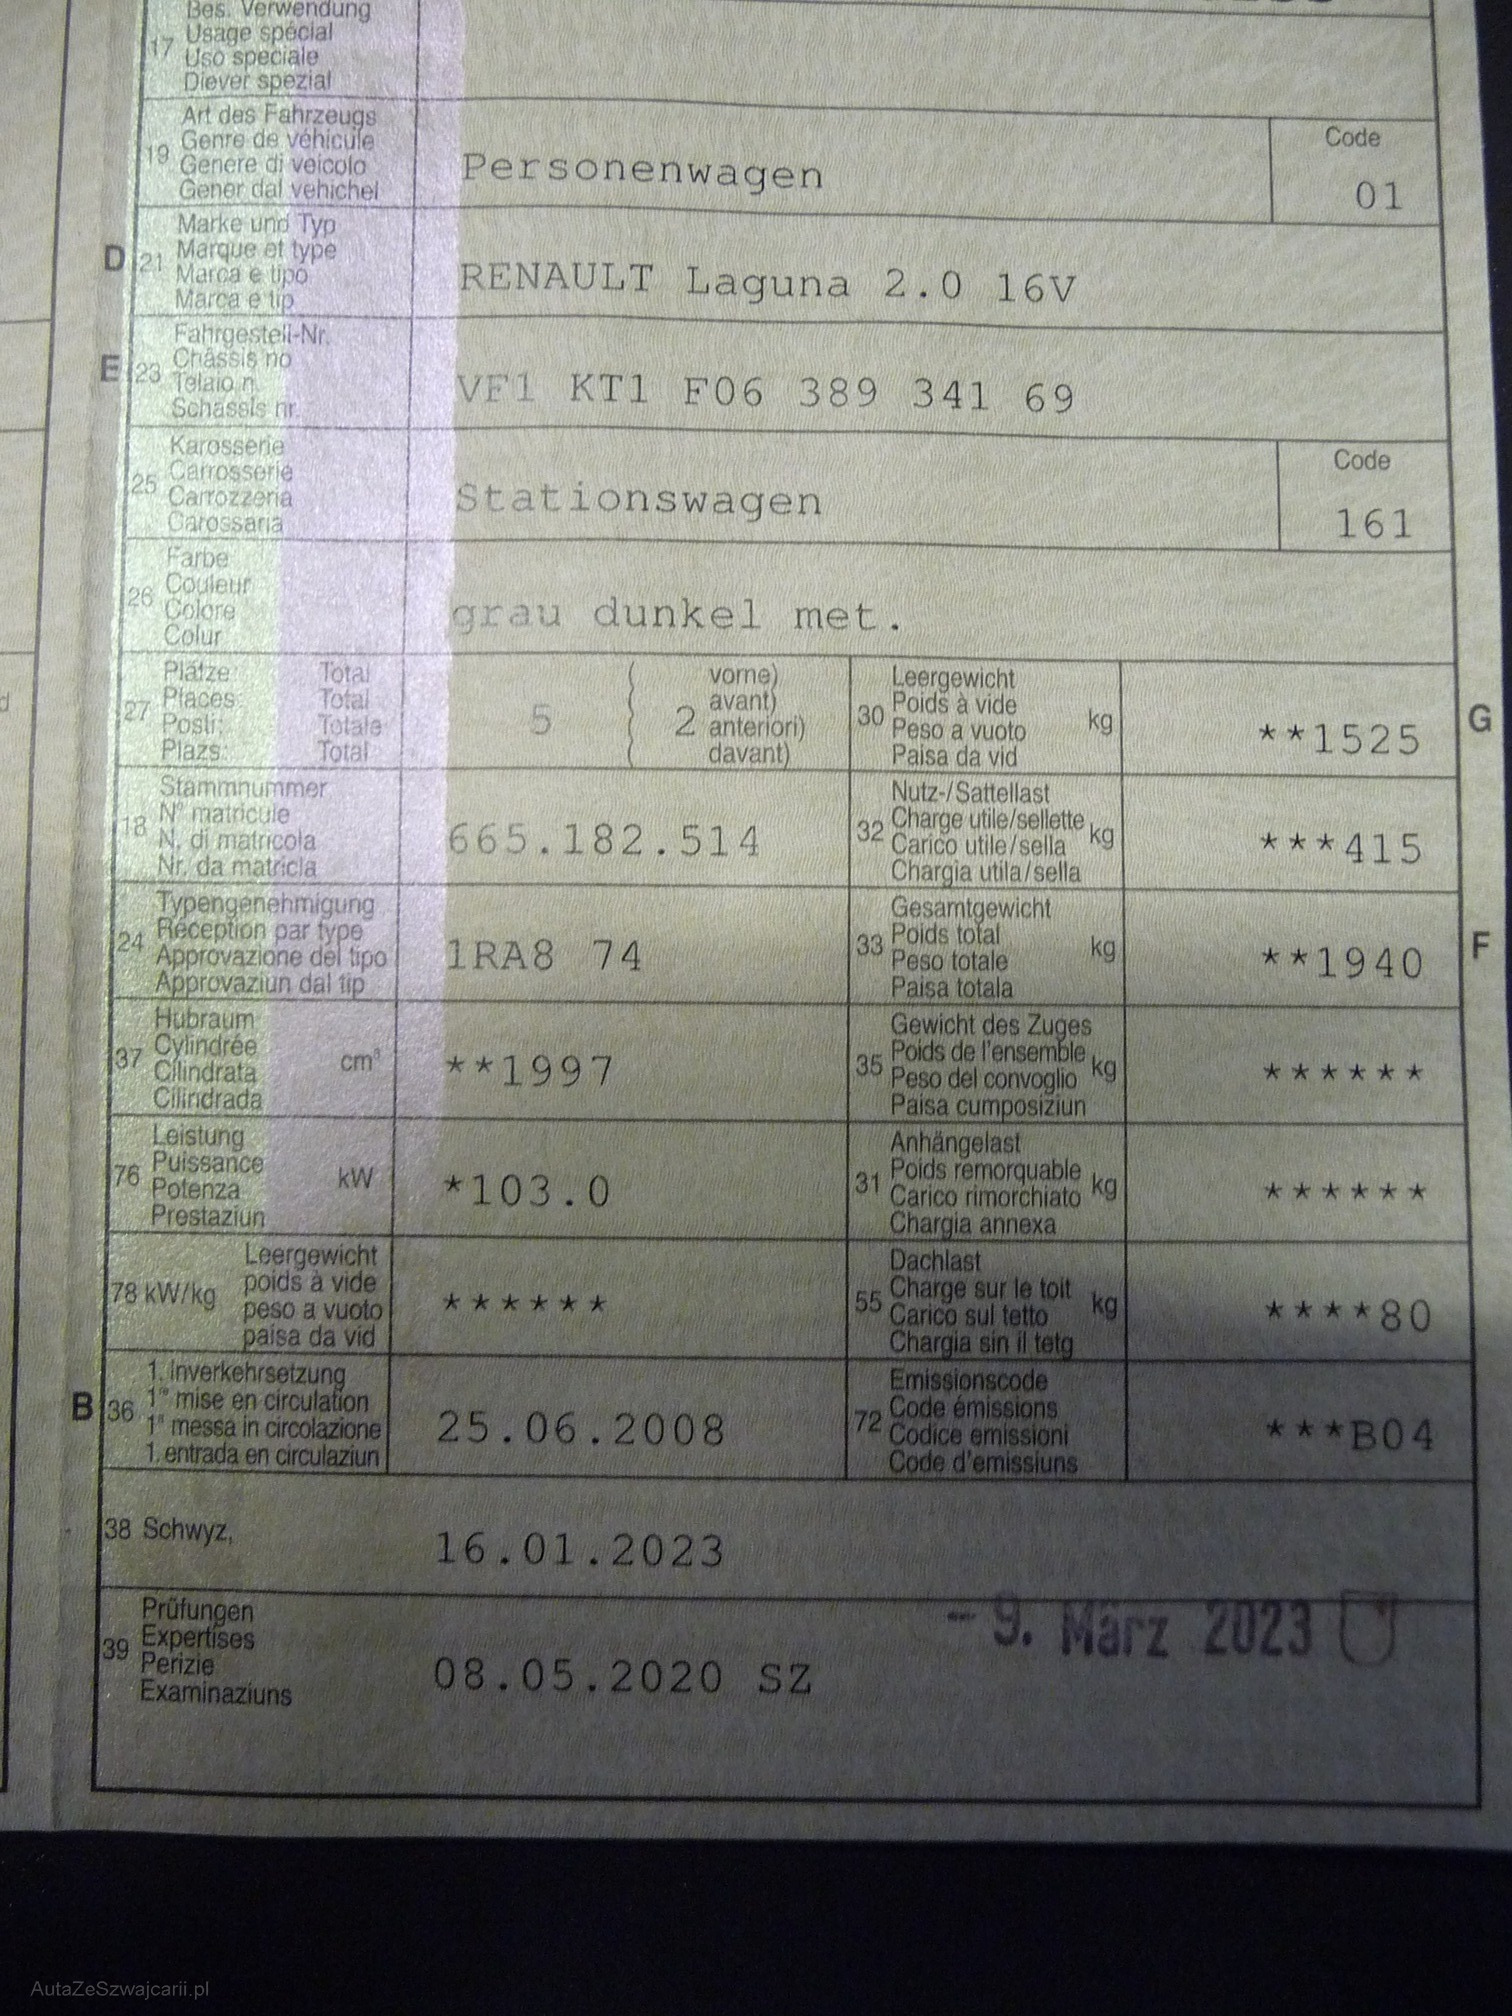 Bes. Verwendung
17 Usage spécial
Uso speciale
Diever spezial
Art des Fahrzeugs
19 Genre de véhicule
Genere di veicolo
Gener dal vehichel
Personenwagen
Code
01
Marke und Typ
D 21 Marque et type
Marca e tipo
Marca e tip
RENAULT Laguna 2.0 16V
Fahrgestell-Nr.
E 23 Châssis no
Telaio n.
Schassis nr.
VF1 KT1 F06 389 341 69
Karosserie
25 Carrosserie
Carrozzeria
Carossaria
Stationswagen
Code
161
Farbe
26 Couleur
Colore
Colur
grau dunkel met.
Plätze: Total
27 Places: Total
Posti: Totale
Plazs: Total
5
2
vorne)
avant)
anteriori)
davant)
Leergewicht
30 Poids à vide kg
Peso a vuoto
Paisa da vid
**1525
G
Stammnummer
18 N° matricule
N. di matricola
Nr. da matricla
665.182.514
Nutz-/Sattellast
32 Charge utile/sellette kg
Carico utile/sella
Chargia utila/sella
***415
Typengenehmigung
24 Réception par type
Approvazione del tipo
Approvaziun dal tip
1RA8 74
Gesamtgewicht
33 Poids total kg
Peso totale
Paisa totala
**1940
F
Hubraum
37 Cylindrée cm³
Cilindrata
Cilindrada
**1997
Gewicht des Zuges
35 Poids de l'ensemble kg
Peso del convoglio
Paisa cumposiziun
******
Leistung
76 Puissance kW
Potenza
Prestaziun
*103.0
Anhängelast
31 Poids remorquable kg
Carico rimorchiato
Chargia annexa
******
78 kW/kg
Leergewicht
poids à vide
peso a vuoto
paisa da vid
******
Dachlast
55 Charge sur le toit kg
Carico sul tetto
Chargia sin il tetg
****80
1. Inverkehrsetzung
B 36 1re mise en circulation
1a messa in circolazione
1. entrada en circulaziun
25.06.2008
Emissionscode
72 Code émissions
Codice emissioni
Code d'emissiuns
***B04
38 Schwyz,
16.01.2023
Prüfungen
39 Expertises
Perizie
Examinaziuns
08.05.2020 SZ
- 9. März 2023
AutaZeSzwajcarii.pl